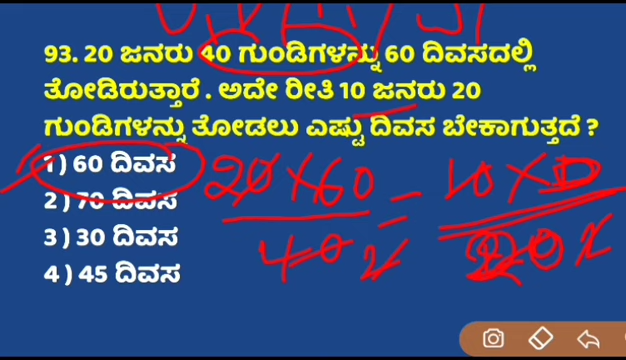 93. 20 ಜನರು 40 ಗುಂಡಿಗಳನ್ನು 60 ದಿವಸದಲ್ಲಿ
ತೋಡಿರುತ್ತಾರೆ . ಅದೇ ರೀತಿ 10 ಜನರು 20
ಗುಂಡಿಗಳನ್ನು ತೋಡಲು ಎಷ್ಟು ದಿವಸ ಬೇಕಾಗುತ್ತದೆ ?
1) 60 ದಿವಸ
2) 70 ದಿವಸ
3) 30 ದಿವಸ
4) 45 ದಿವಸ
20 × 60 = 10 × D
40 2